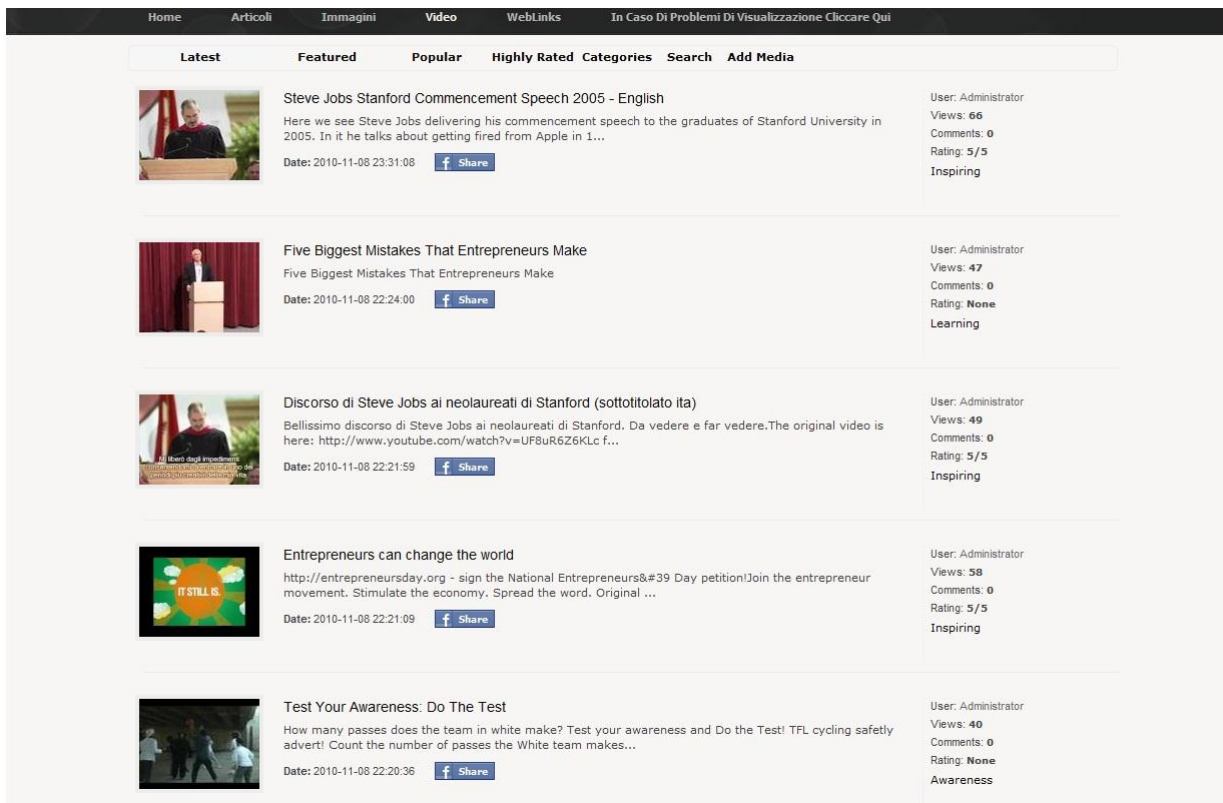 Home Articoli Immagini Video WebLinks In Caso Di Problemi Di Visualizzazione Cliccare Qui
Latest Featured Popular Highly Rated Categories Search Add Media
Steve Jobs Stanford Commencement Speech 2005 - English
Here we see Steve Jobs delivering his commencement speech to the graduates of Stanford University in
2005. In it he talks about getting fired from Apple in 1...
Date: 2010-11-08 23:31:08 f Share
User: Administrator
Views: 66
Comments: 0
Rating: 5/5
Inspiring
Five Biggest Mistakes That Entrepreneurs Make
Five Biggest Mistakes That Entrepreneurs Make
Date: 2010-11-08 22:24:00 f Share
User: Administrator
Views: 47
Comments: 0
Rating: None
Learning
Mi liberò dagli impedimenti
Discorso di Steve Jobs ai neolaureati di Stanford (sottotitolato ita)
Bellissimo discorso di Steve Jobs ai neolaureati di Stanford. Da vedere e far vedere.The original video is
here: http://www.youtube.com/watch?v=UF8uR6Z6KLc f...
Date: 2010-11-08 22:21:59 f Share
User: Administrator
Views: 49
Comments: 0
Rating: 5/5
Inspiring
IT STILL IS.
Entrepreneurs can change the world
http://entrepreneursday.org - sign the National Entrepreneurs&#39 Day petition!Join the entrepreneur
movement. Stimulate the economy. Spread the word. Original ...
Date: 2010-11-08 22:21:09 f Share
User: Administrator
Views: 58
Comments: 0
Rating: 5/5
Inspiring
Test Your Awareness: Do The Test
How many passes does the team in white make? Test your awareness and Do the Test! TFL cycling safetly
advert! Count the number of passes the White team makes...
Date: 2010-11-08 22:20:36 f Share
User: Administrator
Views: 40
Comments: 0
Rating: None
Awareness